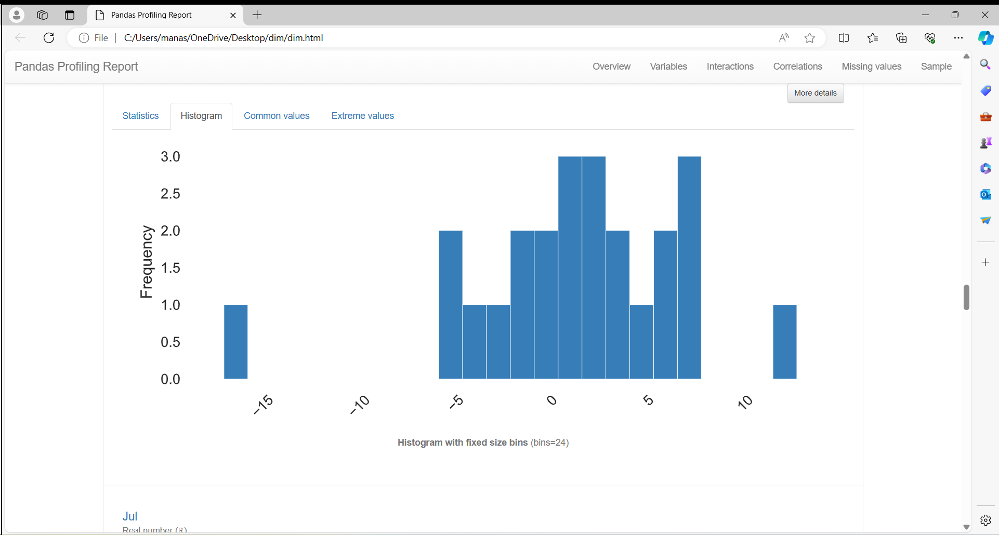 Pandas Profiling Report
File | C:/Users/manas/OneDrive/Desktop/dim/dim.html
Pandas Profiling Report Overview Variables Interactions Correlations Missing values Sample
More details
Statistics Histogram Common values Extreme values
3.0
2.5
2.0
1.5
1.0
0.5
0.0
Frequency
−15 −10 −5 0 5 10
Histogram with fixed size bins (bins=24)
Jul
Real number (ℝ)